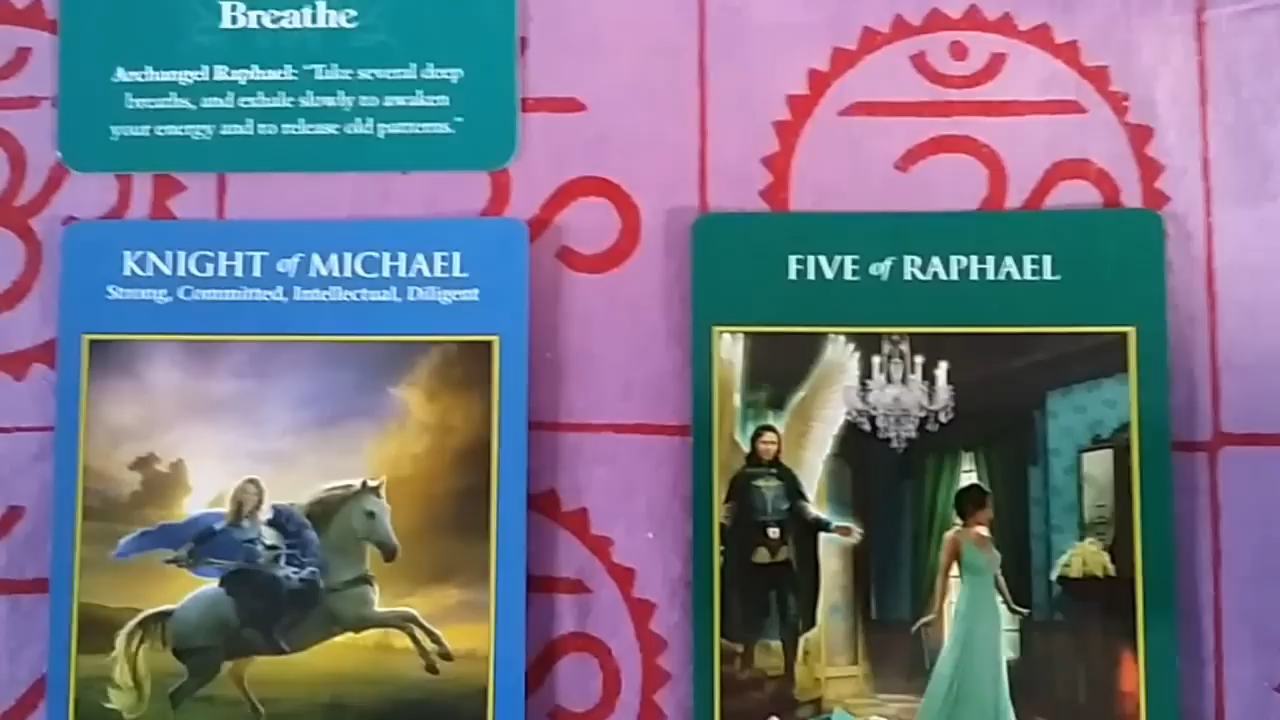 Breathe
Archangel Raphael: "Take several deep
breaths, and exhale slowly to awaken
your energy and to release old patterns."
KNIGHT of MICHAEL
Strong, Committed, Intellectual, Diligent
FIVE of RAPHAEL